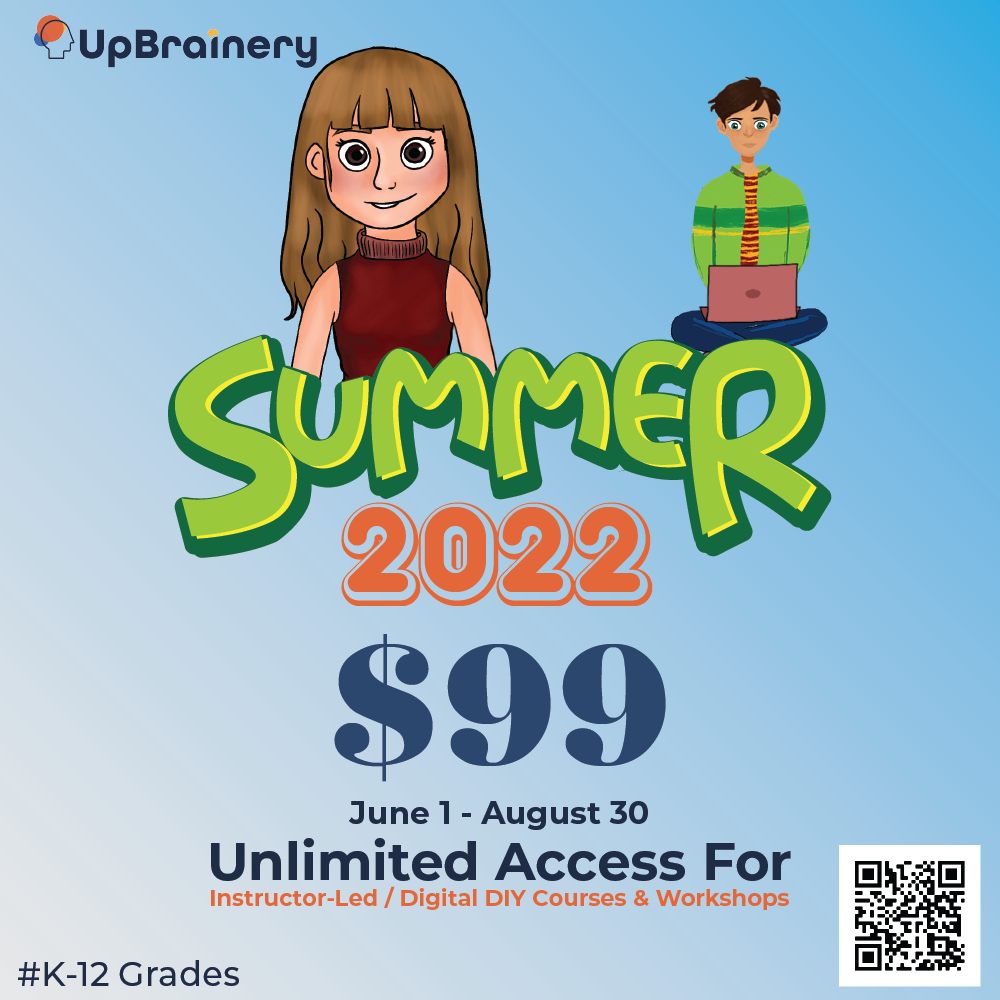 UpBrainery
SUMMER
2022
$99
June 1 - August 30
Unlimited Access For
Instructor-Led / Digital DIY Courses & Workshops
#K-12 Grades